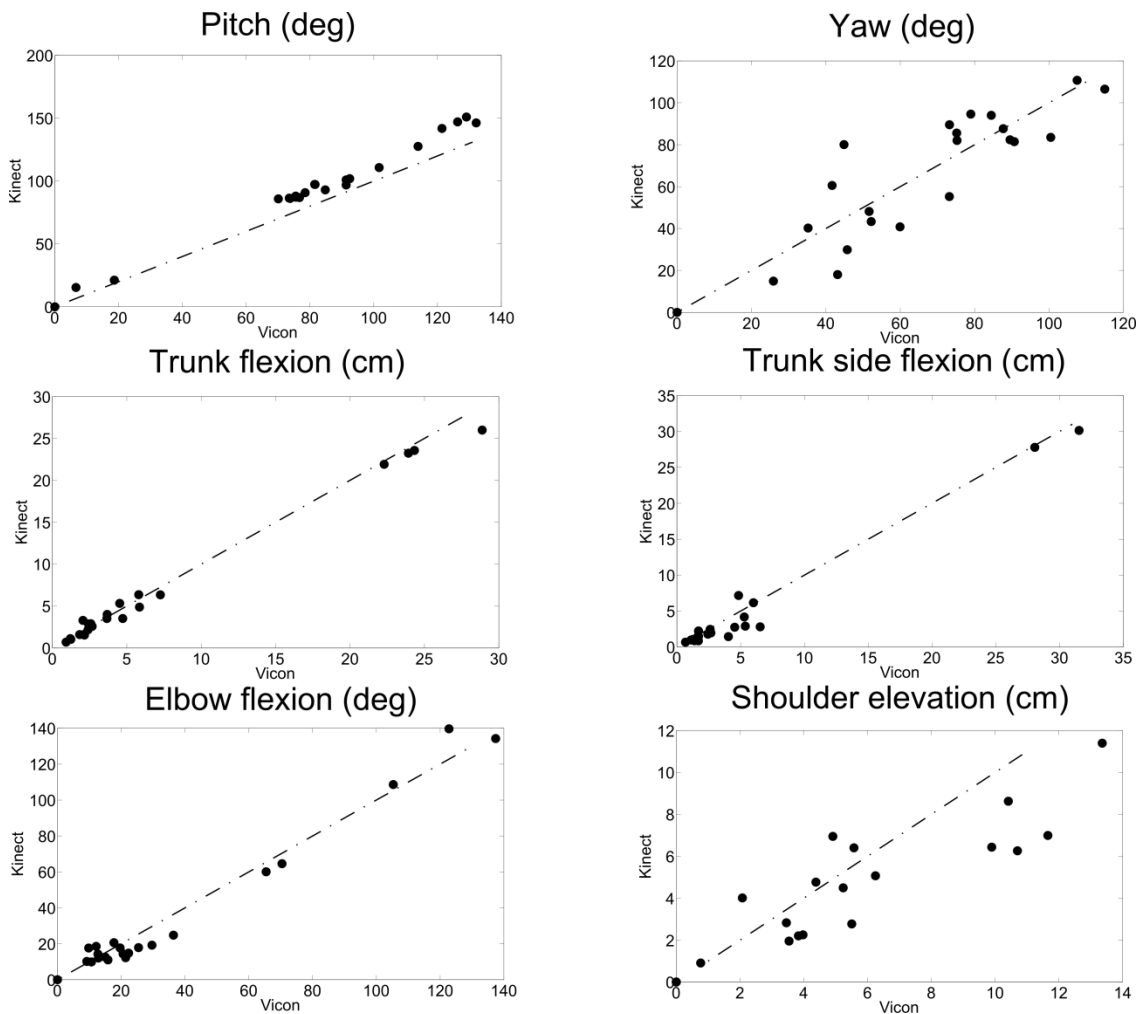 Pitch (deg)
200
150
100
50
0
Kinect
0 20 40 60 80 100 120 140
Vicon
Yaw (deg)
120
100
80
60
40
20
0
Kinect
0 20 40 60 80 100 120
Vicon
Trunk flexion (cm)
30
25
20
15
10
5
0
Kinect
0 5 10 15 20 25 30
Vicon
Trunk side flexion (cm)
35
30
25
20
15
10
5
0
Kinect
0 5 10 15 20 25 30 35
Vicon
Elbow flexion (deg)
140
120
100
80
60
40
20
0
Kinect
0 20 40 60 80 100 120 140
Vicon
Shoulder elevation (cm)
12
10
8
6
4
2
0
Kinect
0 2 4 6 8 10 12 14
Vicon